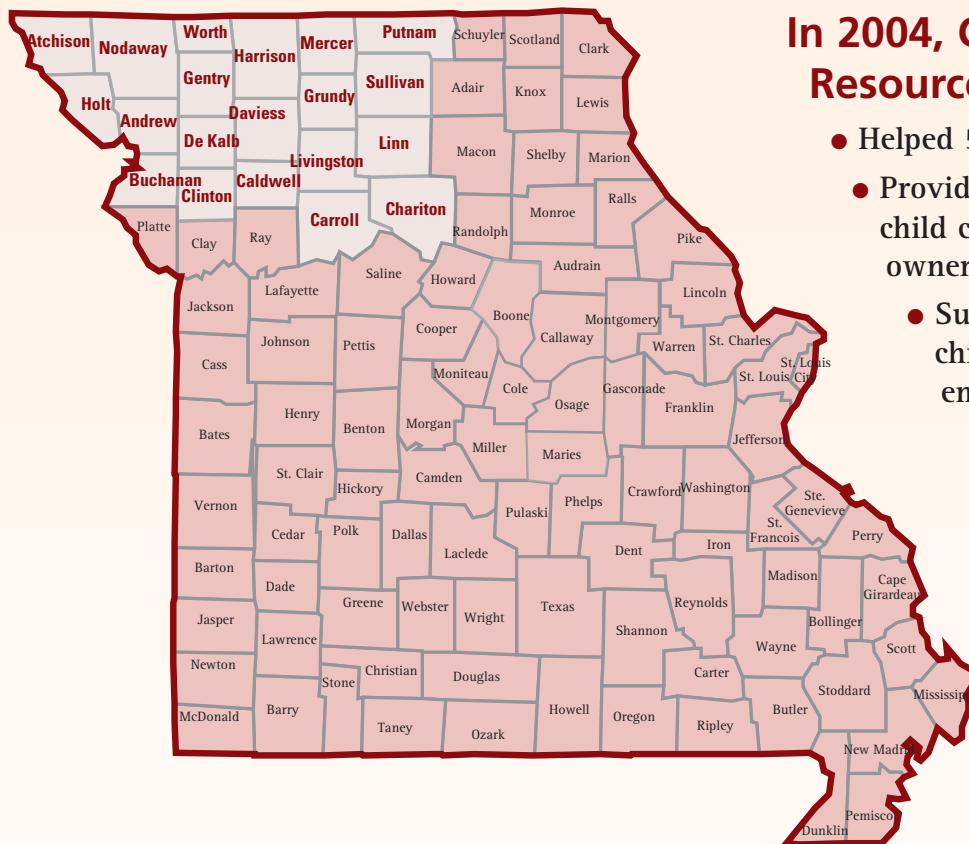 In 2004, C
Resourc
Helped 5
Provid
child c
owner
Su
chi
en
Atchison
Nodaway
Worth
Harrison
Mercer
Putnam
Schuyler
Scotland
Clark
Gentry
Sullivan
Adair
Knox
Lewis
Holt
Andrew
Daviess
Grundy
De Kalb
Livingston
Linn
Macon
Shelby
Marion
Buchanan
Clinton
Caldwell
Carroll
Chariton
Randolph
Monroe
Ralls
Platte
Clay
Ray
Pike
Saline
Howard
Audrain
Lincoln
Jackson
Lafayette
Boone
Cooper
Callaway
Montgomery
Warren
St. Charles
Johnson
Pettis
Cass
Moniteau
Cole
Osage
Gasconade
Franklin
St. Louis
St. Louis
City
Henry
Benton
Morgan
Miller
Maries
Jefferson
Bates
St. Clair
Hickory
Camden
Pulaski
Phelps
Crawford
Washington
Ste.
Genevieve
St.
Francois
Perry
Vernon
Cedar
Polk
Dallas
Laclede
Dent
Iron
Barton
Dade
Madison
Cape
Girardeau
Jasper
Lawrence
Greene
Webster
Wright
Texas
Shannon
Reynolds
Bollinger
Wayne
Scott
Newton
Stone
Christian
Douglas
Carter
Stoddard
Mississip
McDonald
Barry
Taney
Ozark
Howell
Oregon
Ripley
Butler
New Madrid
Pemisco
Dunklin